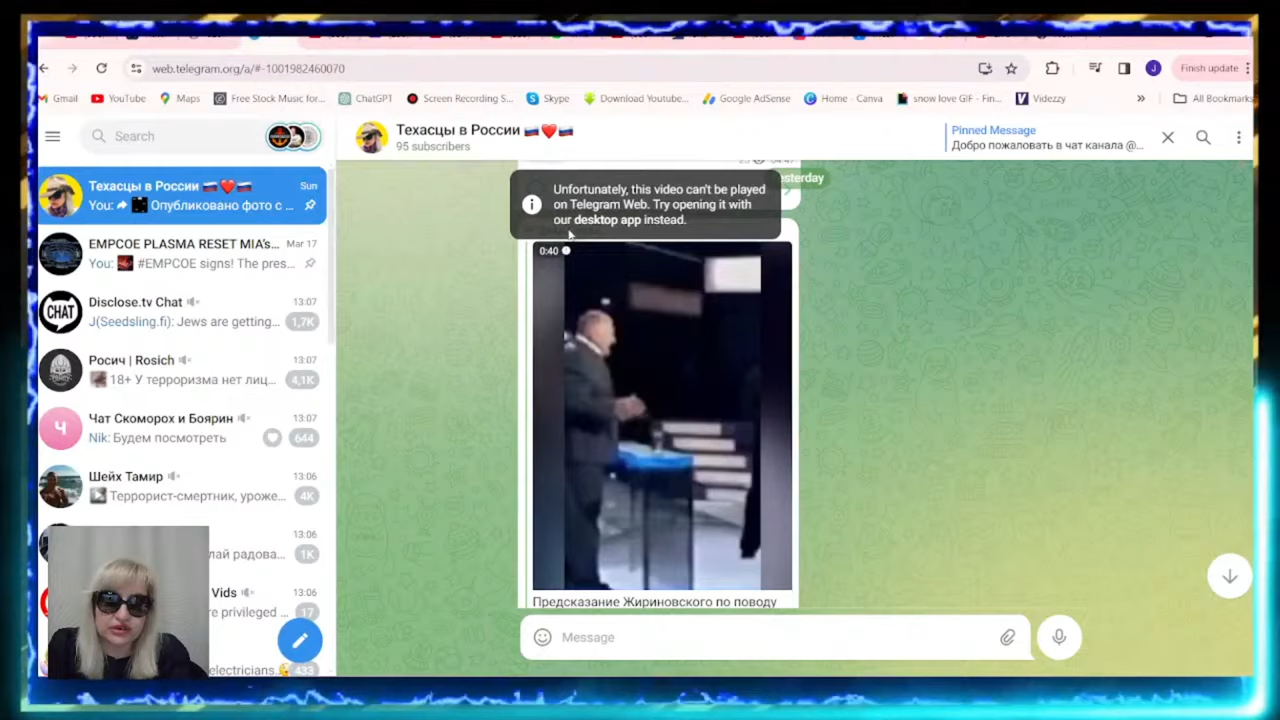 web.telegram.org/a/#-1001982460070
Finish update
Gmail
YouTube
Maps
Free Stock Music for...
ChatGPT
Screen Recording S...
Skype
Download Youtube...
Google AdSense
Home - Canva
snow love GIF - Fin...
Videzzy
»
All Bookmarks
Search
Техасцы в России 🇷🇺❤️🇷🇺
95 subscribers
Pinned Message
Добро пожаловать в чат канала @...
Техасцы в России 🇷🇺❤️🇷🇺 Sun
You: Опубликовано фото с ...
EMPCOE PLASMA RESET MIA's... Mar 17
You: #EMPCOE signs! The pres...
CHAT
Disclose.tv Chat 13:07
J(Seedsling.fi): Jews are getting... 1,7K
Росич | Rosich 13:07
18+ У терроризма нет лиц... 4,1K
Ч
Чат Скоморох и Боярин 13:07
Nik: Будем посмотреть 644
Шейх Тамир 13:06
Террорист-смертник, уроже... 4K
13:06
лай радова... 1K
Vids 13:06
re privileged ... 17
electricians. 433
yesterday
Unfortunately, this video can't be played
on Telegram Web. Try opening it with
our desktop app instead.
0:40
Предсказание Жириновского по поводу
Message